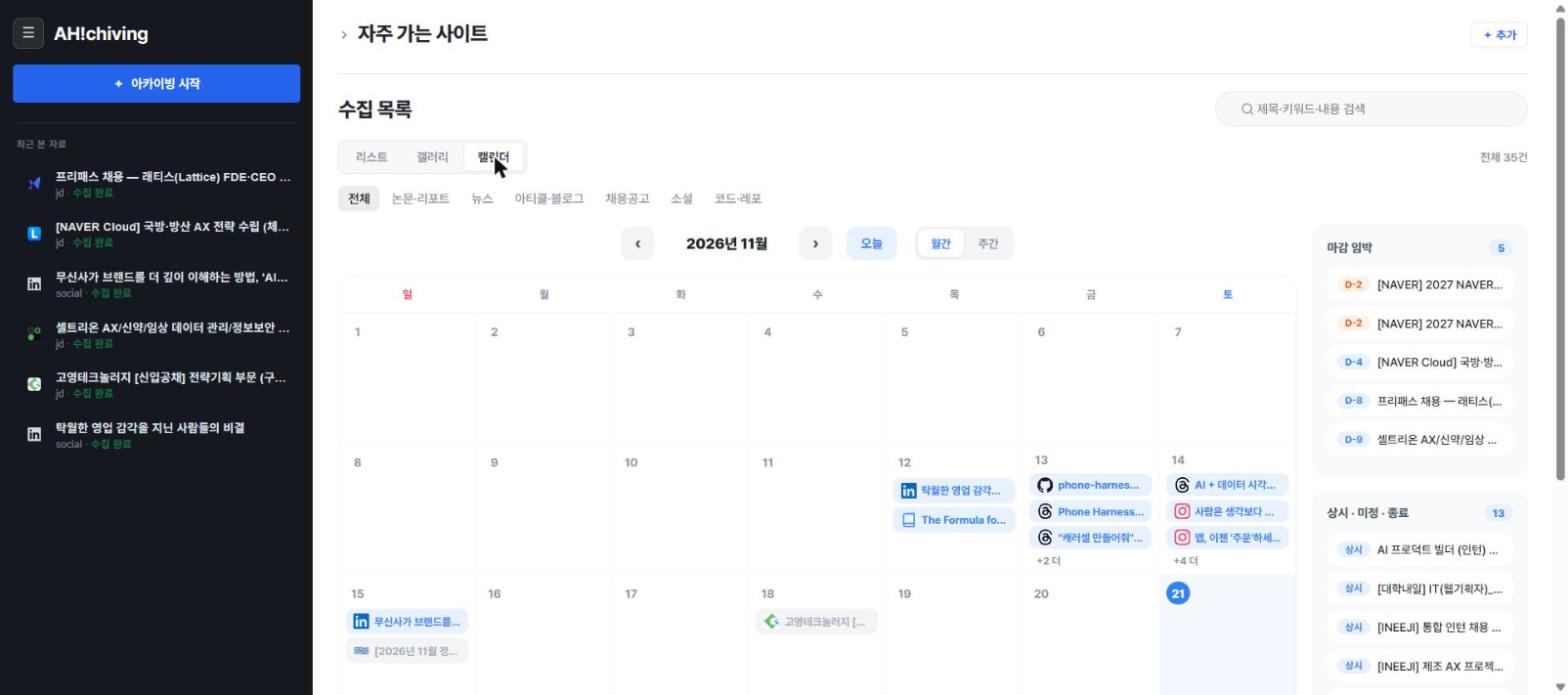 AH!chiving
+ 아카이빙 시작
최근 본 자료
프리패스 채용 — 래티스(Lattice) FDE·CEO ...
jd · 수집 완료
[NAVER Cloud] 국방·방산 AX 전략 수립 (체...
jd · 수집 완료
무신사가 브랜드를 더 깊이 이해하는 방법, 'AI...
social · 수집 완료
셀트리온 AX/신약/임상 데이터 관리/정보보안 ...
jd · 수집 완료
고영테크놀러지 [신입공채] 전략기획 부문 (구...
jd · 수집 완료
탁월한 영업 감각을 지닌 사람들의 비결
social · 수집 완료
자주 가는 사이트
+ 추가
수집 목록
제목·키워드·내용 검색
리스트 갤러리 캘린더
전체 35건
전체 논문·리포트 뉴스 아티클·블로그 채용공고 소셜 코드·레포
‹ 2026년 11월 › 오늘 월간 주간
일 월 화 수 목 금 토
1 2 3 4 5 6 7
8 9 10 11 12 13 14
탁월한 영업 감각...
The Formula fo...
phone-harnes...
Phone Harness...
"캐러셀 만들어줘"...
+2 더
AI + 데이터 시각...
사람은 생각보다 ...
앱, 이젠 '주문'하세...
+4 더
15 16 17 18 19 20 21
무신사가 브랜드를...
[2026년 11월 정...
고영테크놀러지 [...
마감 임박 5
D-2 [NAVER] 2027 NAVER...
D-2 [NAVER] 2027 NAVER...
D-4 [NAVER Cloud] 국방·방...
D-8 프리패스 채용 — 래티스(...
D-9 셀트리온 AX/신약/임상 ...
상시 · 미정 · 종료 13
상시 AI 프로덕트 빌더 (인턴) ...
상시 [대학내일] IT(웹기획자)_...
상시 [INEEJI] 통합 인턴 채용 ...
상시 [INEEJI] 제조 AX 프로젝...